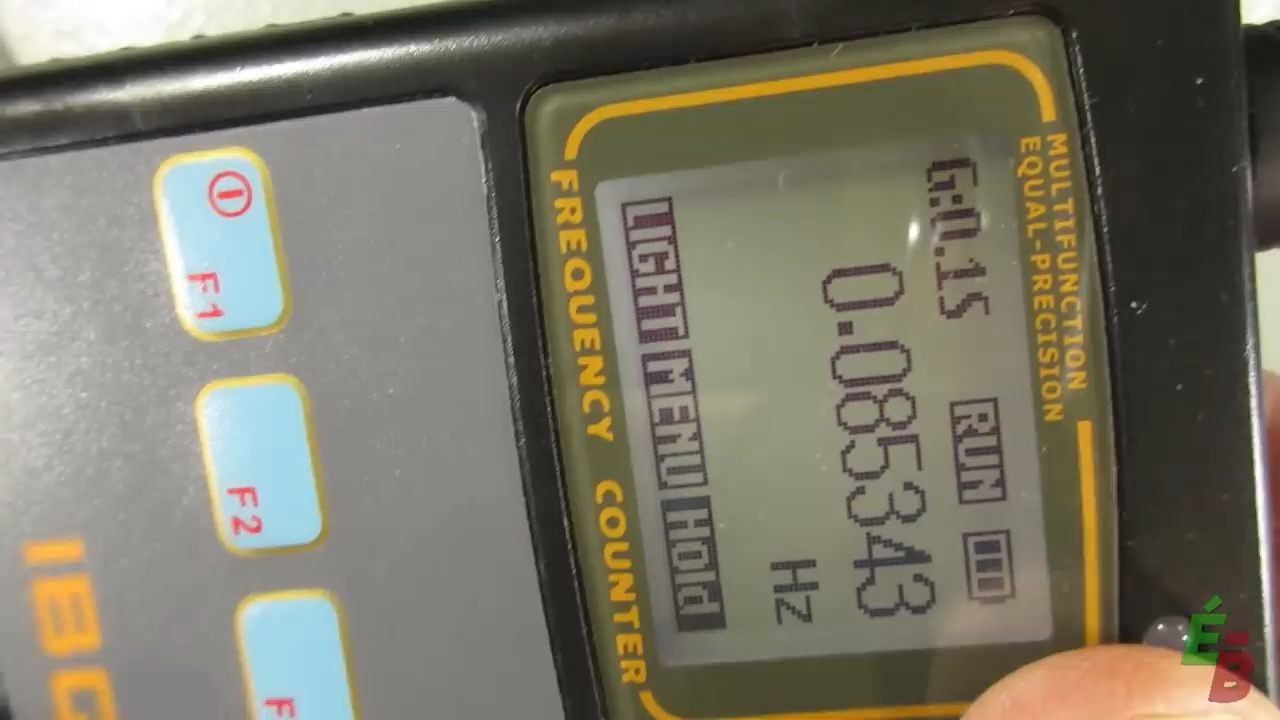 MULTIFUNCTION
EQUAL-PRECISION
G:0.1S RUN
0.085343
Hz
LIGHT MENU Hold
FREQUENCY COUNTER
F1
F2
É-B